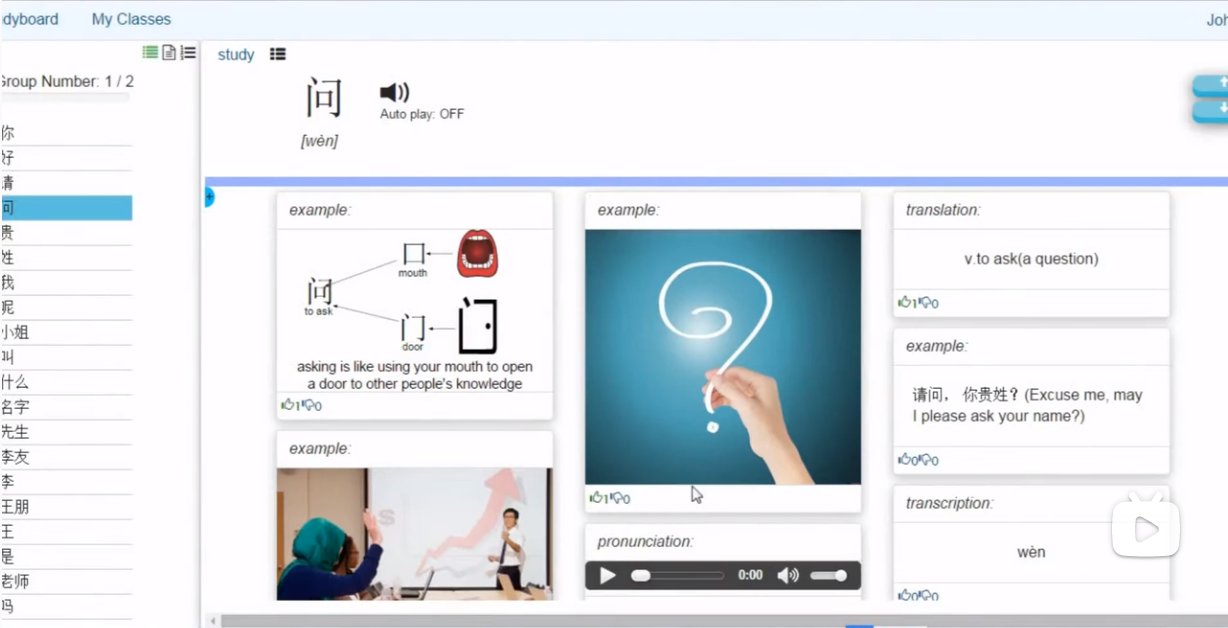 dyboard My Classes Joh
study
Group Number: 1 / 2
你
好
请
问
贵
姓
我
呢
小姐
叫
什么
名字
先生
李友
李
王朋
王
是
老师
吗
问
Auto play: OFF
[wèn]
example:
口
mouth
问
to ask
门
door
asking is like using your mouth to open
a door to other people's knowledge
1 0
example:
example:
1 0
pronunciation:
0:00
translation:
v.to ask(a question)
1 0
example:
请问， 你贵姓？(Excuse me, may
I please ask your name?)
0 0
transcription:
wèn
0 0